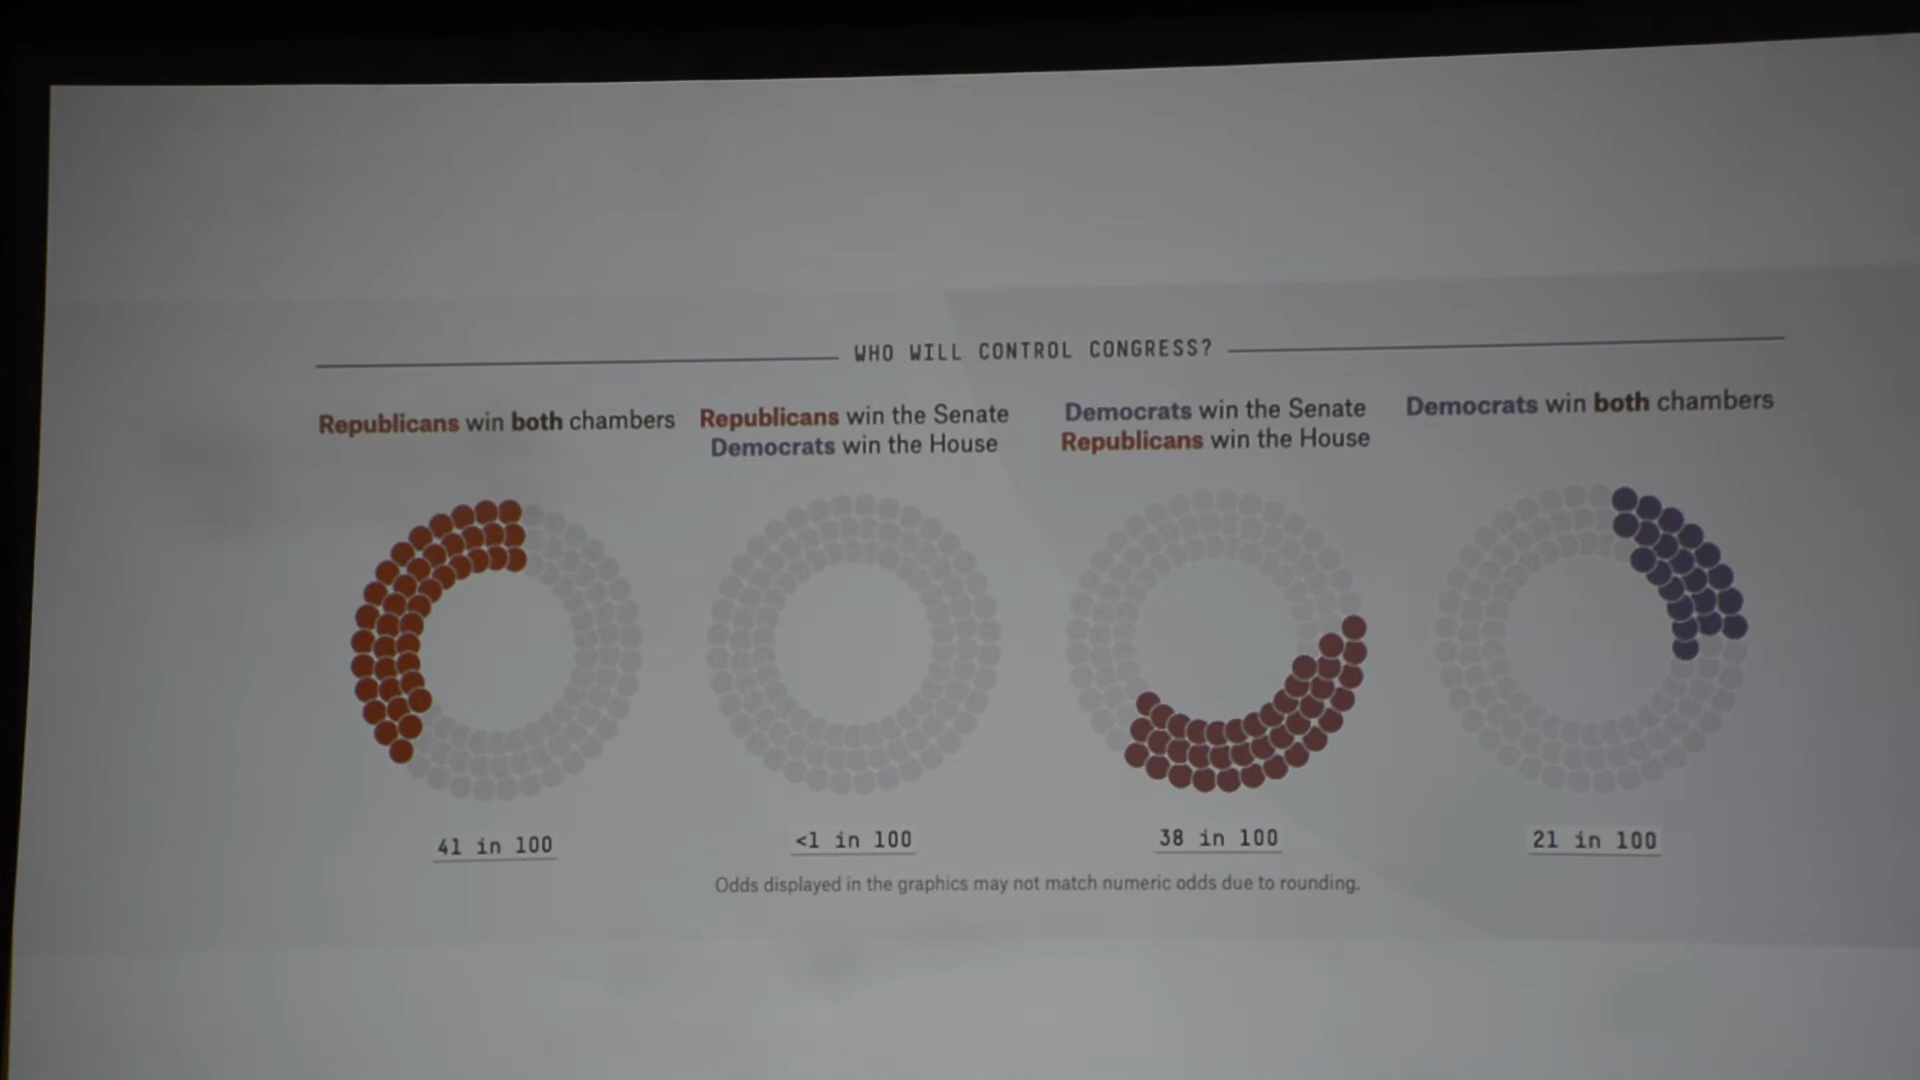 WHO WILL CONTROL CONGRESS?
Republicans win both chambers
Republicans win the Senate
Democrats win the House
Democrats win the Senate
Republicans win the House
Democrats win both chambers
41 in 100
<1 in 100
38 in 100
21 in 100
Odds displayed in the graphics may not match numeric odds due to rounding.